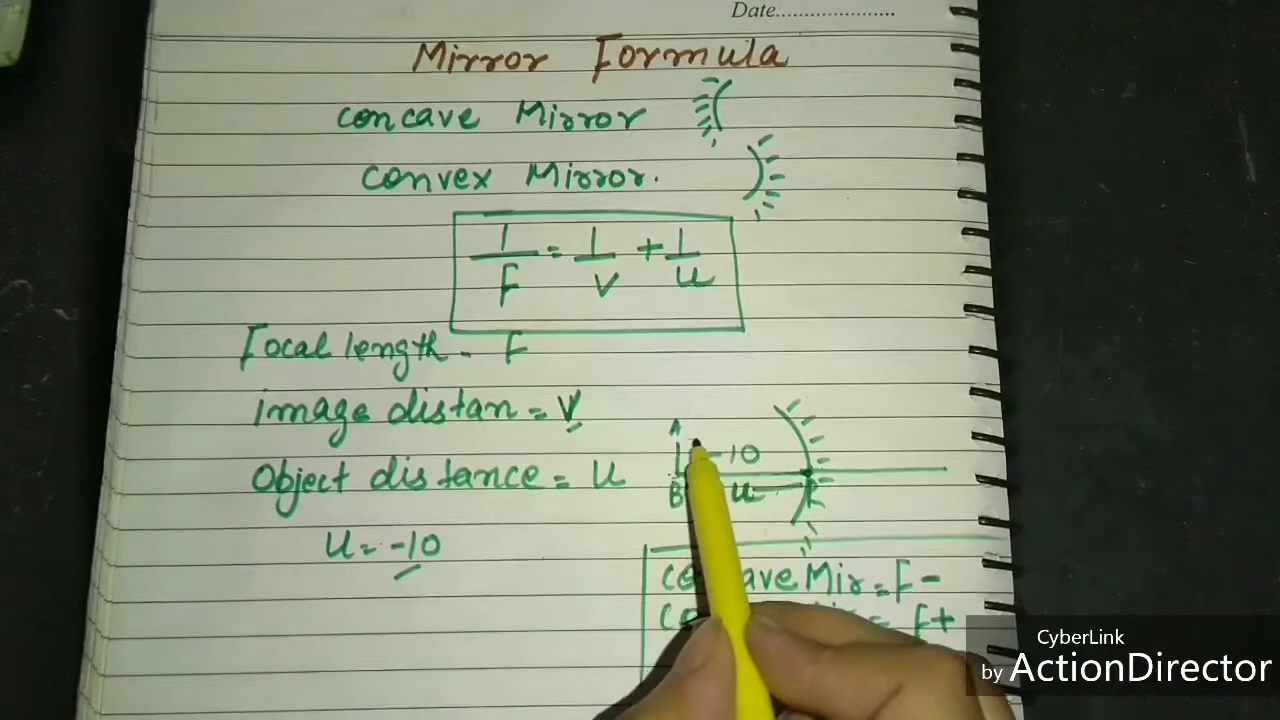 Date....................
Mirror Formula
concave Mirror
convex Mirror.
1/F = 1/V + 1/u
Focal length - F
image distan = V
Object distance = u
u = -10
A
-10
B u P
Mir = F -
= F+
CyberLink
by ActionDirector